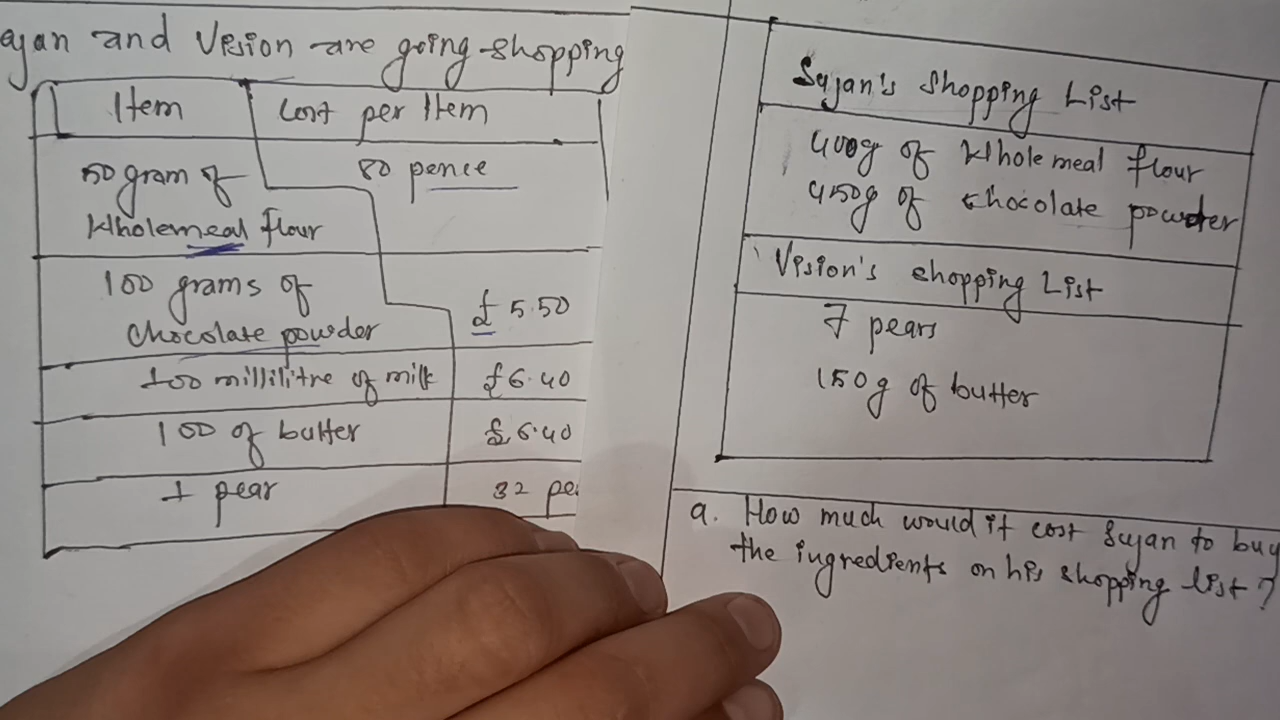 ajan and Vision are going shopping
Item
Cost per Item
50 gram of
Wholemeal flour
80 pence
100 grams of
chocolate powder
£ 5.50
100 millilitre of milk
£6.40
100 of butter
£6.40
1 pear
32 pe
Sujan's Shopping List
400g of Wholemeal flour
450g of chocolate powder
Vision's shopping List
7 pears
150g of butter
a. How much would it cost Sujan to buy
the ingredients on his shopping list?